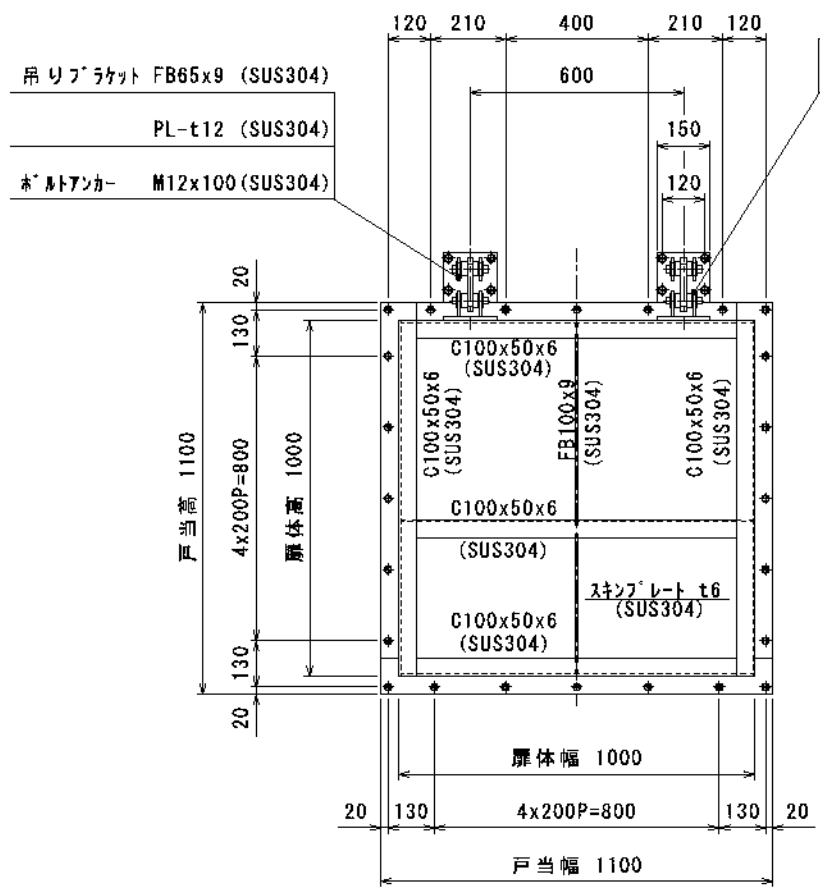 120 210 400 210 120
吊りブラケット FB65x9 (SUS304)
600
PL-t12 (SUS304)
150
ボルトアンカー M12x100(SUS304)
120
20
130
4x200P=800
130
20
戸当高 1100
扉体高 1000
C100x50x6
(SUS304)
C100x50x6
(SUS304)
FB100x9
(SUS304)
C100x50x6
(SUS304)
C100x50x6
(SUS304)
スキンプレート t6
(SUS304)
C100x50x6
(SUS304)
扉体幅 1000
20 130 4x200P=800 130 20
戸当幅 1100